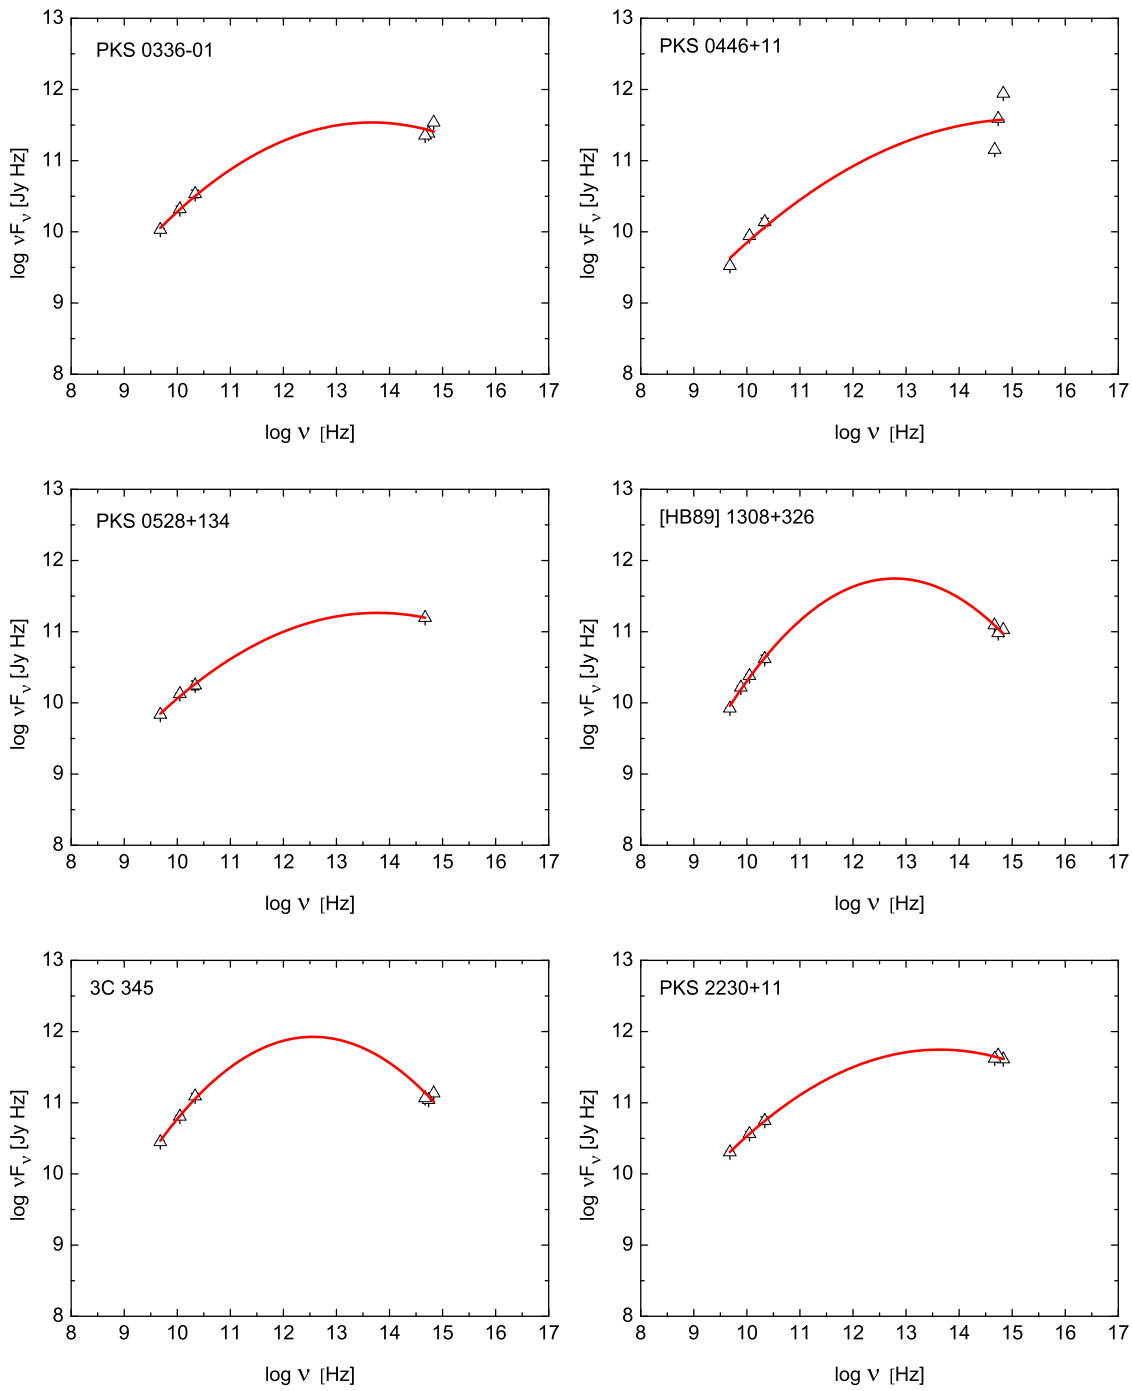 PKS 0336-01
log νFν [Jy Hz]
13
12
11
10
9
8
8 9 10 11 12 13 14 15 16 17
log ν [Hz]
PKS 0446+11
log νFν [Jy Hz]
13
12
11
10
9
8
8 9 10 11 12 13 14 15 16 17
log ν [Hz]
PKS 0528+134
log νFν [Jy Hz]
13
12
11
10
9
8
8 9 10 11 12 13 14 15 16 17
log ν [Hz]
[HB89] 1308+326
log νFν [Jy Hz]
13
12
11
10
9
8
8 9 10 11 12 13 14 15 16 17
log ν [Hz]
3C 345
log νFν [Jy Hz]
13
12
11
10
9
8
8 9 10 11 12 13 14 15 16 17
log ν [Hz]
PKS 2230+11
log νFν [Jy Hz]
13
12
11
10
9
8
8 9 10 11 12 13 14 15 16 17
log ν [Hz]